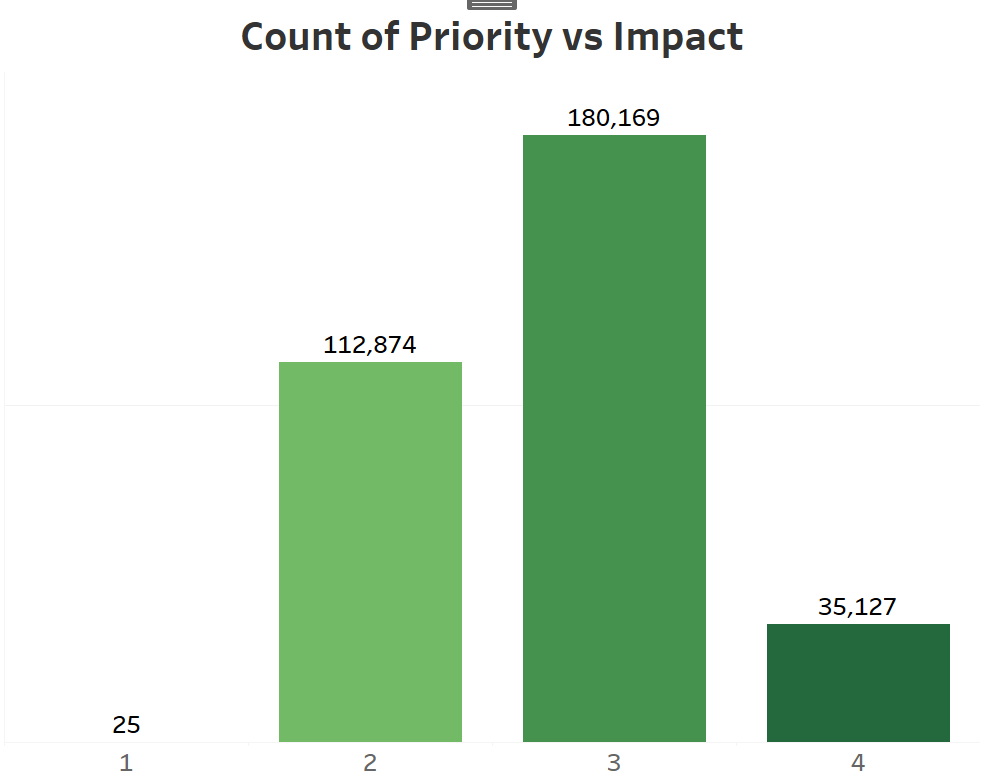 Count of Priority vs Impact
180,169
112,874
35,127
25
1 2 3 4